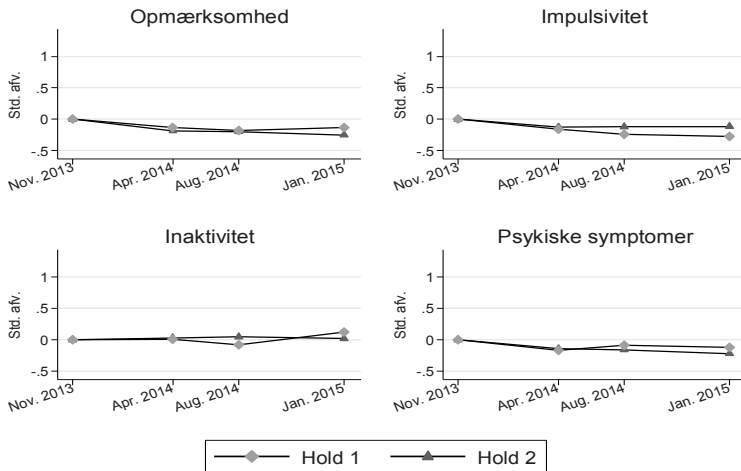 Opmærksomhed
Std. afv.
1
.5
0
-.5
Nov. 2013
Apr. 2014
Aug. 2014
Jan. 2015
Impulsivitet
Std. afv.
1
.5
0
-.5
Nov. 2013
Apr. 2014
Aug. 2014
Jan. 2015
Inaktivitet
Std. afv.
1
.5
0
-.5
Nov. 2013
Apr. 2014
Aug. 2014
Jan. 2015
Psykiske symptomer
Std. afv.
1
.5
0
-.5
Nov. 2013
Apr. 2014
Aug. 2014
Jan. 2015
Hold 1 Hold 2